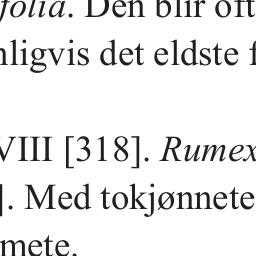 folia. Den blir oft
nligvis det eldste f
VIII [318]. Rumex
]. Med tokjønnete
mete.